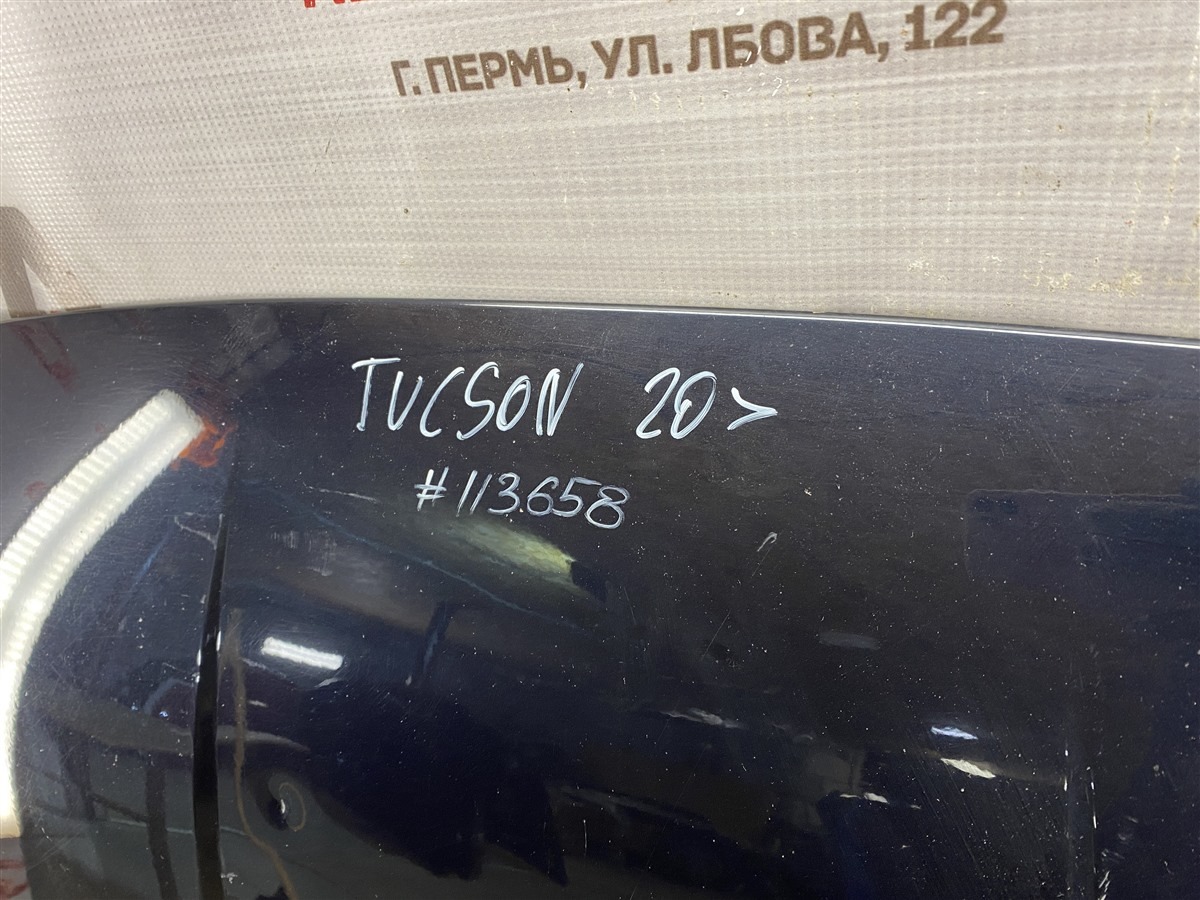 Г. ПЕРМЬ, УЛ. ЛБОВА, 122
TUCSON 20>
#113658